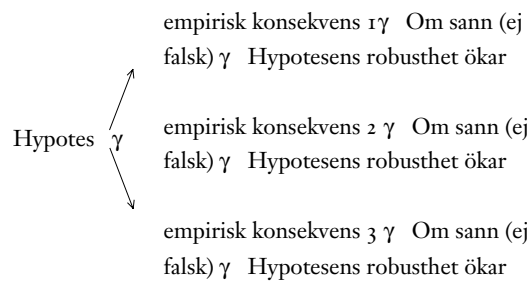 empirisk konsekvens 1γ Om sann (ej
falsk) γ Hypotesens robusthet ökar
Hypotes γ
empirisk konsekvens 2 γ Om sann (ej
falsk) γ Hypotesens robusthet ökar
empirisk konsekvens 3 γ Om sann (ej
falsk) γ Hypotesens robusthet ökar